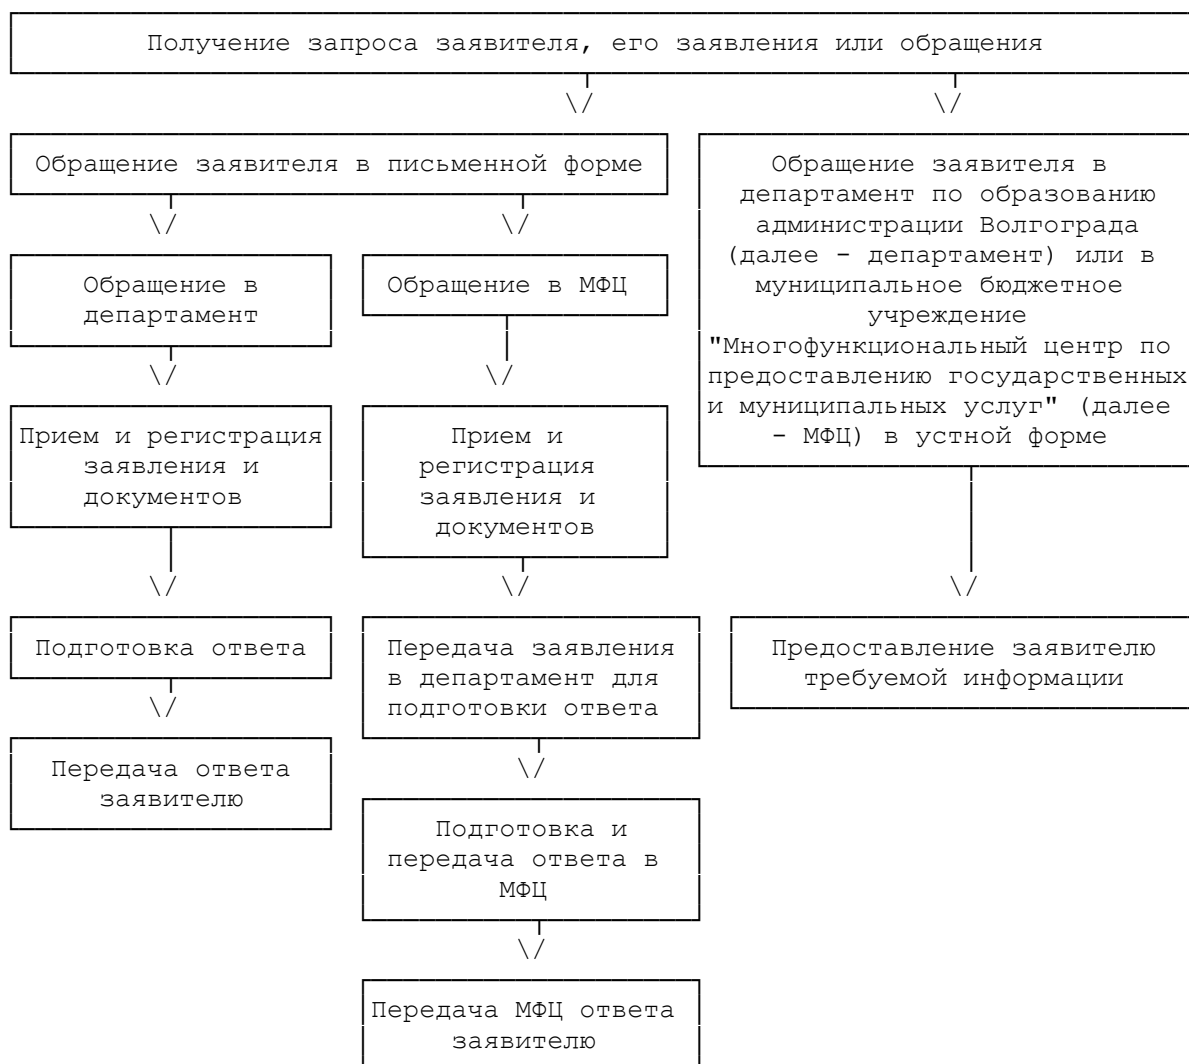 Получение запроса заявителя, его заявления или обращения
Обращение заявителя в письменной форме
Обращение в
департамент
Прием и регистрация
заявления и
документов
Подготовка ответа
Передача ответа
заявителю
Обращение в МФЦ
Прием и
регистрация
заявления и
документов
Передача заявления
в департамент для
подготовки ответа
Подготовка и
передача ответа в
МФЦ
Передача МФЦ ответа
заявителю
Обращение заявителя в
департамент по образованию
администрации Волгограда
(далее - департамент) или в
муниципальное бюджетное
учреждение
"Многофункциональный центр по
предоставлению государственных
и муниципальных услуг" (далее
- МФЦ) в устной форме
Предоставление заявителю
требуемой информации